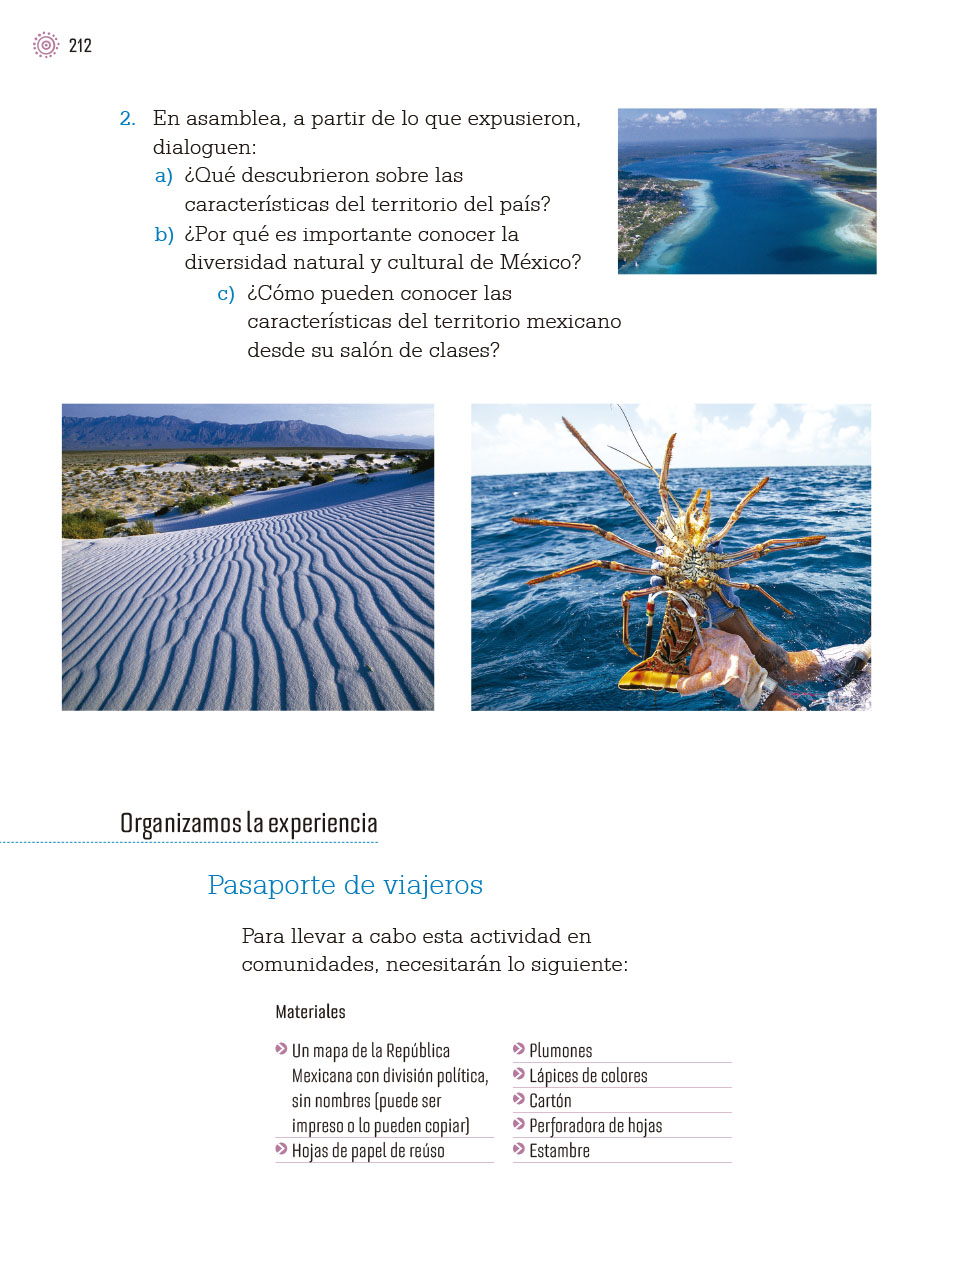 212
2. En asamblea, a partir de lo que expusieron,
dialoguen:
a) ¿Qué descubrieron sobre las
características del territorio del país?
b) ¿Por qué es importante conocer la
diversidad natural y cultural de México?
c) ¿Cómo pueden conocer las
características del territorio mexicano
desde su salón de clases?
Organizamos la experiencia
Pasaporte de viajeros
Para llevar a cabo esta actividad en
comunidades, necesitarán lo siguiente:
Materiales
Un mapa de la República
Mexicana con división política,
sin nombres (puede ser
impreso o lo pueden copiar)
Hojas de papel de reúso
Plumones
Lápices de colores
Cartón
Perforadora de hojas
Estambre